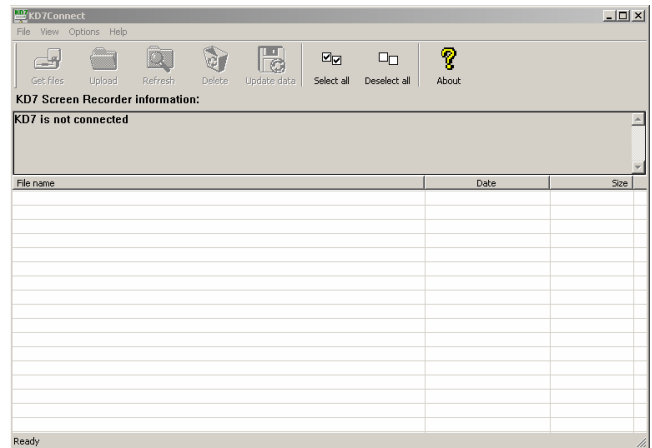 KD7 KD7Connect
File View Options Help
Get files Upload Refresh Delete Update data Select all Deselect all About
KD7 Screen Recorder information:
KD7 is not connected
File name Date Size
Ready